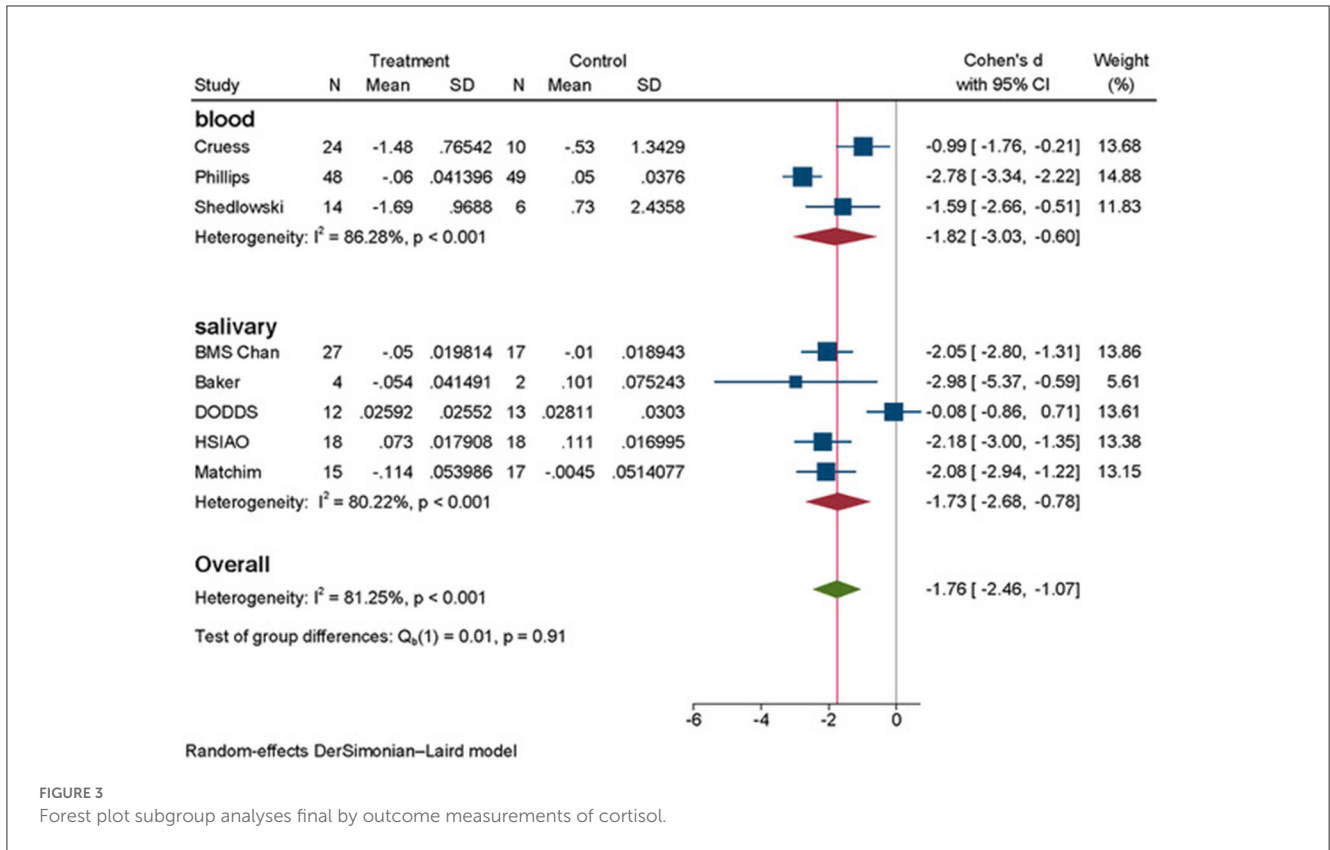 Treatment Control Cohen's d Weight
Study N Mean SD N Mean SD with 95% CI (%)
blood
Cruess 24 -1.48 .76542 10 -.53 1.3429 -0.99 [ -1.76, -0.21] 13.68
Phillips 48 -.06 .041396 49 .05 .0376 -2.78 [ -3.34, -2.22] 14.88
Shedlowski 14 -1.69 .9688 6 .73 2.4358 -1.59 [ -2.66, -0.51] 11.83
Heterogeneity: I² = 86.28%, p < 0.001 -1.82 [ -3.03, -0.60]
salivary
BMS Chan 27 -.05 .019814 17 -.01 .018943 -2.05 [ -2.80, -1.31] 13.86
Baker 4 -.054 .041491 2 .101 .075243 -2.98 [ -5.37, -0.59] 5.61
DODDS 12 .02592 .02552 13 .02811 .0303 -0.08 [ -0.86, 0.71] 13.61
HSIAO 18 .073 .017908 18 .111 .016995 -2.18 [ -3.00, -1.35] 13.38
Matchim 15 -.114 .053986 17 -.0045 .0514077 -2.08 [ -2.94, -1.22] 13.15
Heterogeneity: I² = 80.22%, p < 0.001 -1.73 [ -2.68, -0.78]
Overall
Heterogeneity: I² = 81.25%, p < 0.001 -1.76 [ -2.46, -1.07]
Test of group differences: Q_b(1) = 0.01, p = 0.91
-6 -4 -2 0
Random-effects DerSimonian–Laird model
FIGURE 3
Forest plot subgroup analyses final by outcome measurements of cortisol.